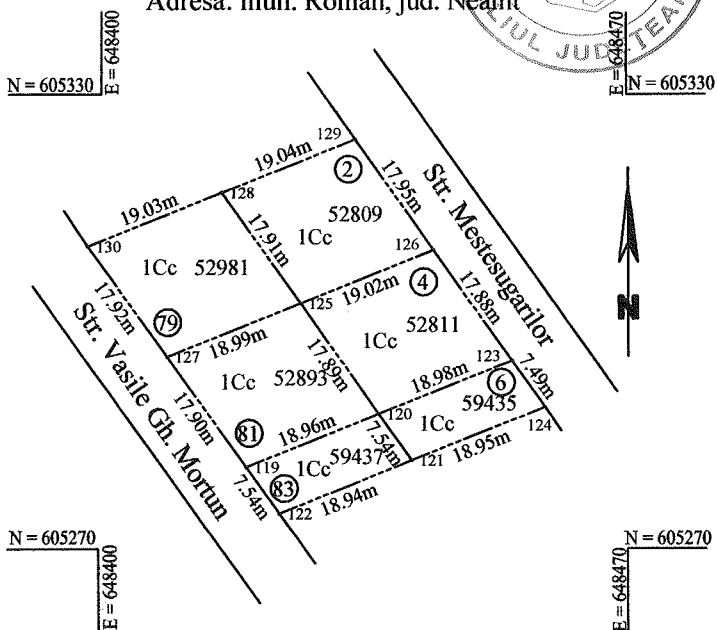 Adresa: mun. Roman, jud. Neamț
ILIUL JUDEȚEAN
E = 648400
E = 648470
N = 605330
N = 605330
129
19.04m
2
128
17.95m
Str. Mestesugarilor
19.03m
52809
130
17.91m
1Cc
126
1Cc 52981
4
19.02m
17.88m
17.92m
125
52811
79
N
127
18.99m
1Cc
Str. Vasile Gh. Mortun
17.89m
123
7.49m
1Cc 52893
18.98m
6
17.90m
59435
18.96m
120
1Cc
81
124
119
7.54m
1Cc 59437
121
18.95m
83
7.54m
122
18.94m
N = 605270
N = 605270
E = 648400
E = 648470